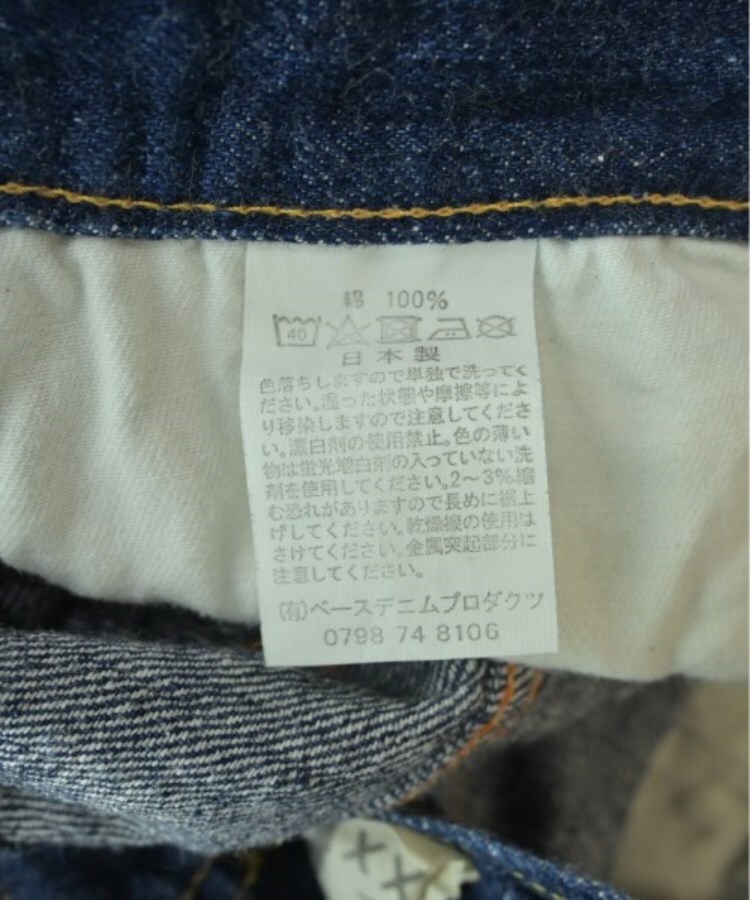 綿 100%
40
日本製
色落ちしますので単独で洗ってく
ださい。湿った状態や摩擦等によ
り移染しますので注意してくださ
い。漂白剤の使用禁止。色の薄い
物は蛍光増白剤の入っていない洗
剤を使用してください。2～3%縮
む恐れがありますので長めに裾上
げしてください。乾燥機の使用は
さけてください。金属突起部分に
注意してください。
(有)ベースデニムプロダクツ
0798 74 8106